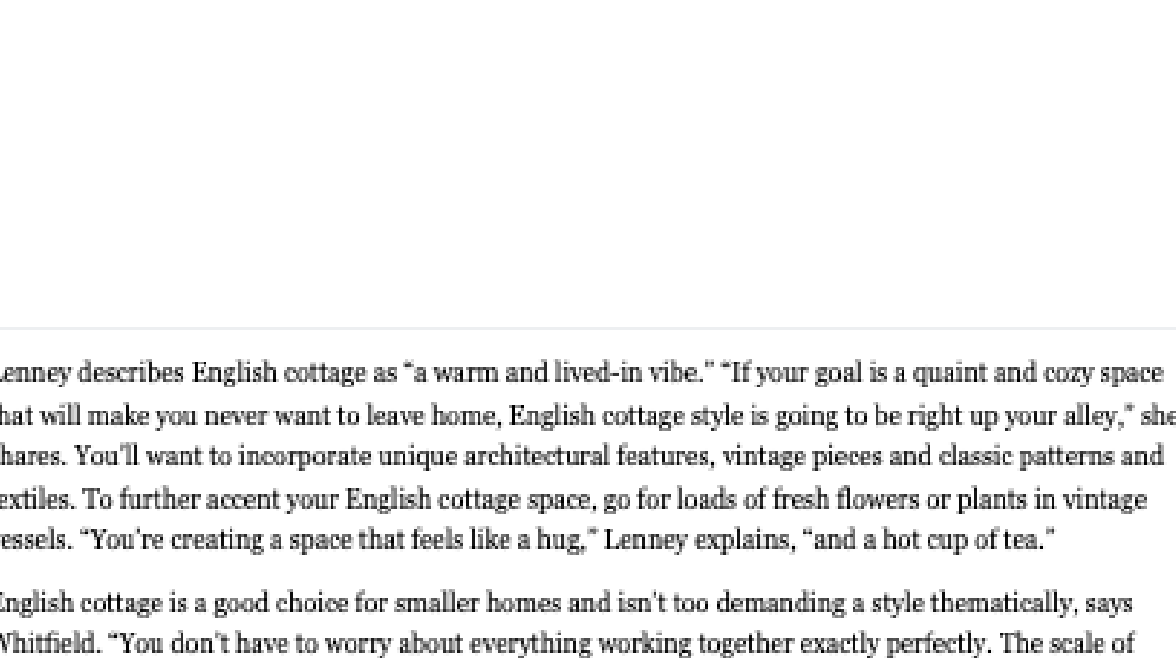 Lenney describes English cottage as “a warm and lived-in vibe.” “If your goal is a quaint and cozy space
hat will make you never want to leave home, English cottage style is going to be right up your alley,” she
hares. You’ll want to incorporate unique architectural features, vintage pieces and classic patterns and
extiles. To further accent your English cottage space, go for loads of fresh flowers or plants in vintage
essels. “You’re creating a space that feels like a hug,” Lenney explains, “and a hot cup of tea.”
English cottage is a good choice for smaller homes and isn’t too demanding a style thematically, says
Whitfield. “You don’t have to worry about everything working together exactly perfectly. The scale of